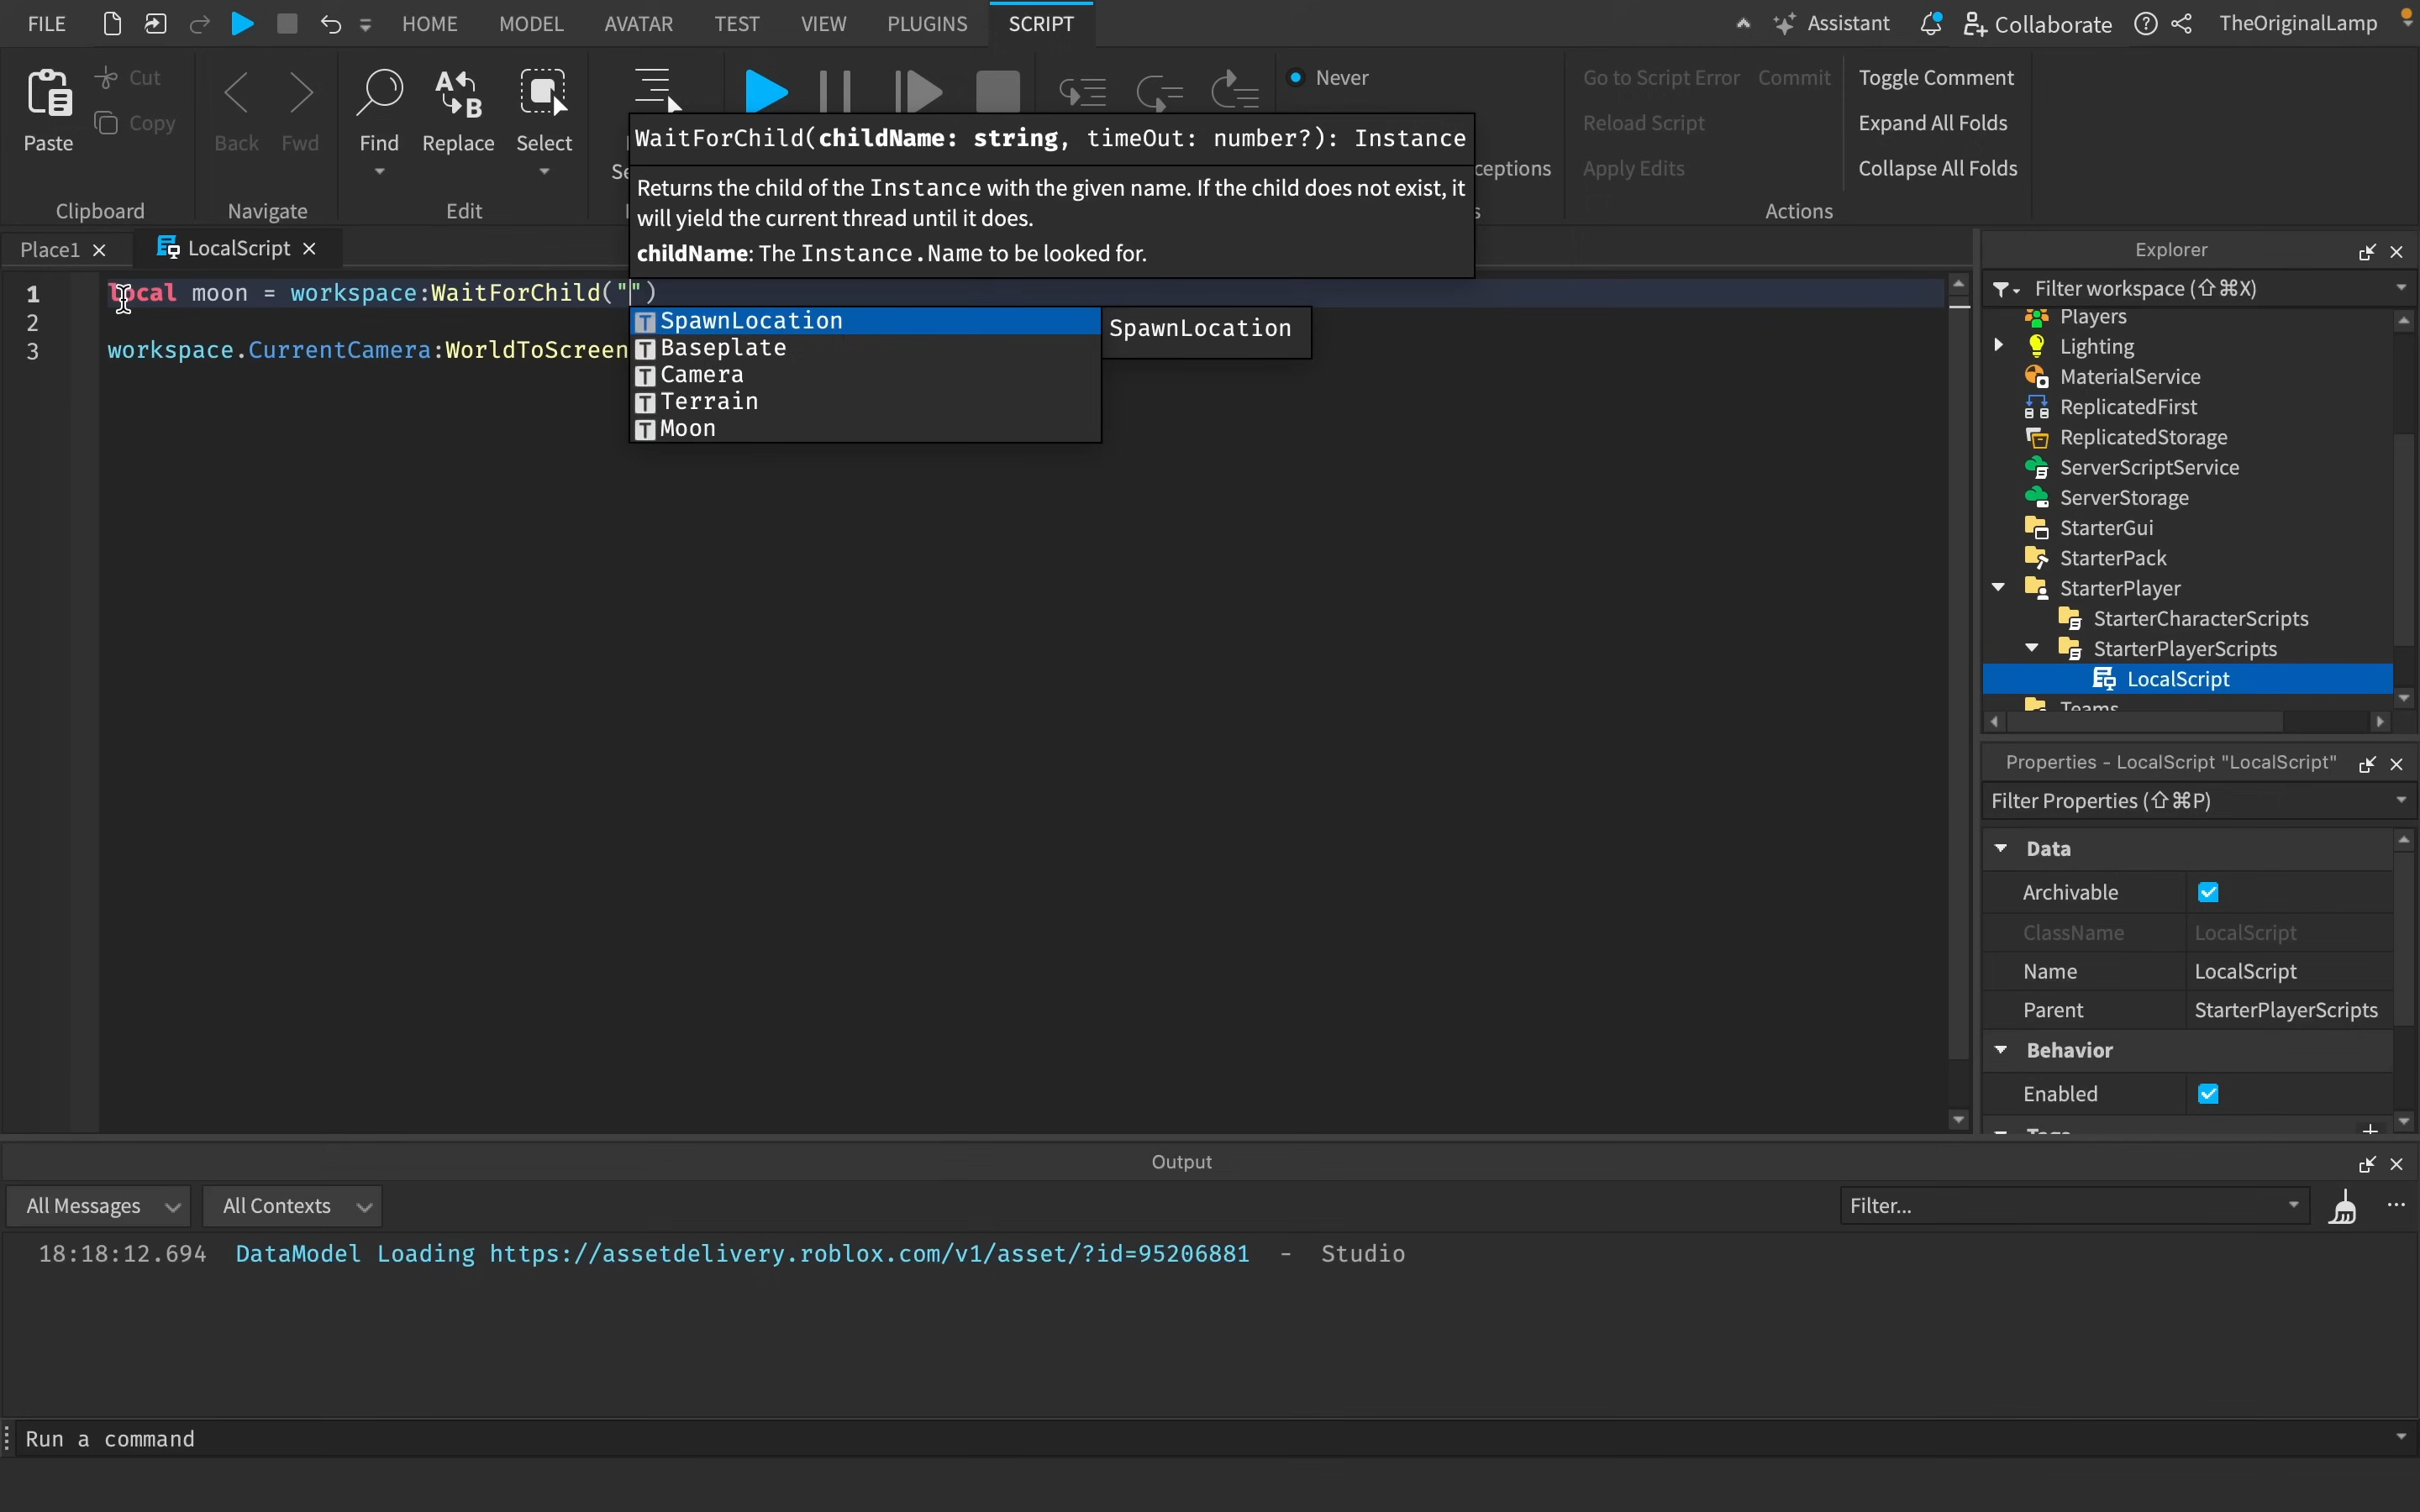 FILE HOME MODEL AVATAR TEST VIEW PLUGINS SCRIPT Assistant Collaborate TheOriginalLamp
Paste Cut Copy
Clipboard
Back Fwd
Navigate
Find Replace Select
Edit
Never
Go to Script Error Commit
Reload Script
Apply Edits
Toggle Comment
Expand All Folds
Collapse All Folds
Actions
WaitForChild(childName: string, timeOut: number?): Instance
Returns the child of the Instance with the given name. If the child does not exist, it
will yield the current thread until it does.
childName: The Instance.Name to be looked for.
Place1 LocalScript
1 local moon = workspace:WaitForChild("")
2
3 workspace.CurrentCamera:WorldToScreen
SpawnLocation
Baseplate
Camera
Terrain
Moon
SpawnLocation
Explorer
Filter workspace (⇧⌘X)
Players
Lighting
MaterialService
ReplicatedFirst
ReplicatedStorage
ServerScriptService
ServerStorage
StarterGui
StarterPack
StarterPlayer
StarterCharacterScripts
StarterPlayerScripts
LocalScript
Teams
Properties - LocalScript "LocalScript"
Filter Properties (⇧⌘P)
Data
Archivable
ClassName LocalScript
Name LocalScript
Parent StarterPlayerScripts
Behavior
Enabled
Output
All Messages All Contexts Filter...
18:18:12.694 DataModel Loading https://assetdelivery.roblox.com/v1/asset/?id=95206881 - Studio
Run a command